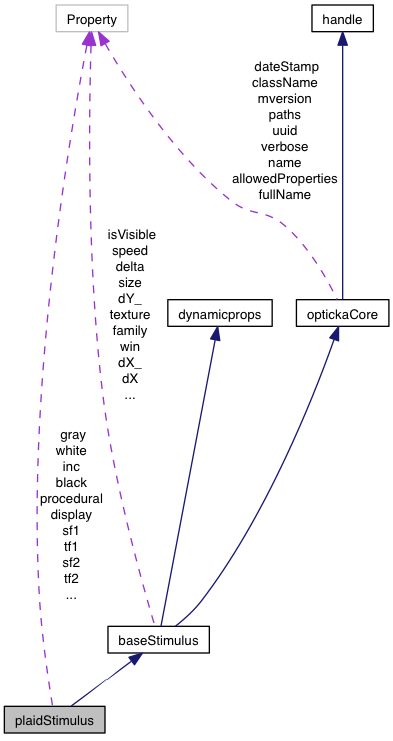 Property
handle
dateStamp
className
mversion
paths
uuid
verbose
name
allowedProperties
fullName
isVisible
speed
delta
size
dY_
texture
family
win
dX_
dX
...
dynamicprops
optickaCore
gray
white
inc
black
procedural
display
sf1
tf1
sf2
tf2
...
baseStimulus
plaidStimulus